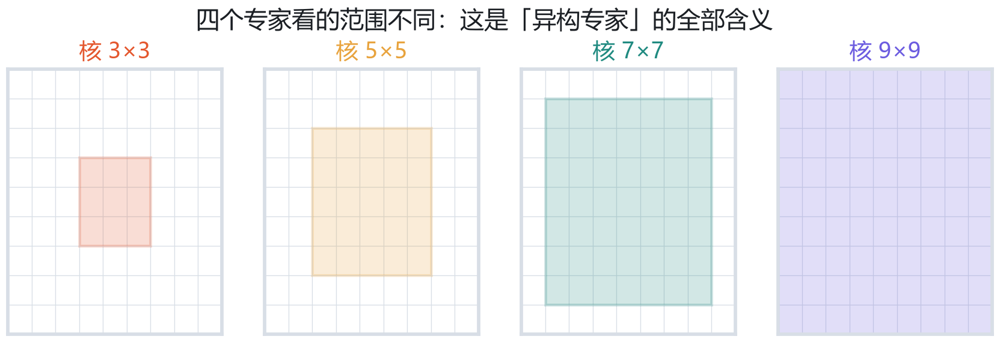 四个专家看的范围不同：这是「异构专家」的全部含义
核 3×3
核 5×5
核 7×7
核 9×9